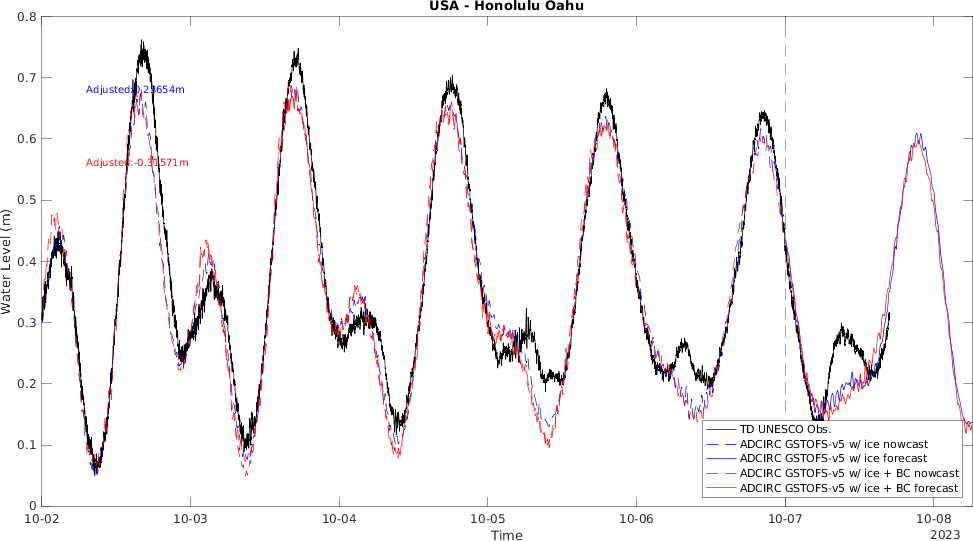 USA - Honolulu Oahu
0.8
0.7
Adjusted:0.23654m
0.6
Adjusted:-0.31571m
0.5
Water Level (m)
0.4
0.3
0.2
0.1
0
TD UNESCO Obs.
ADCIRC GSTOFS-v5 w/ ice nowcast
ADCIRC GSTOFS-v5 w/ ice forecast
ADCIRC GSTOFS-v5 w/ ice + BC nowcast
ADCIRC GSTOFS-v5 w/ ice + BC forecast
10-02 10-03 10-04 10-05 10-06 10-07 10-08
Time
2023